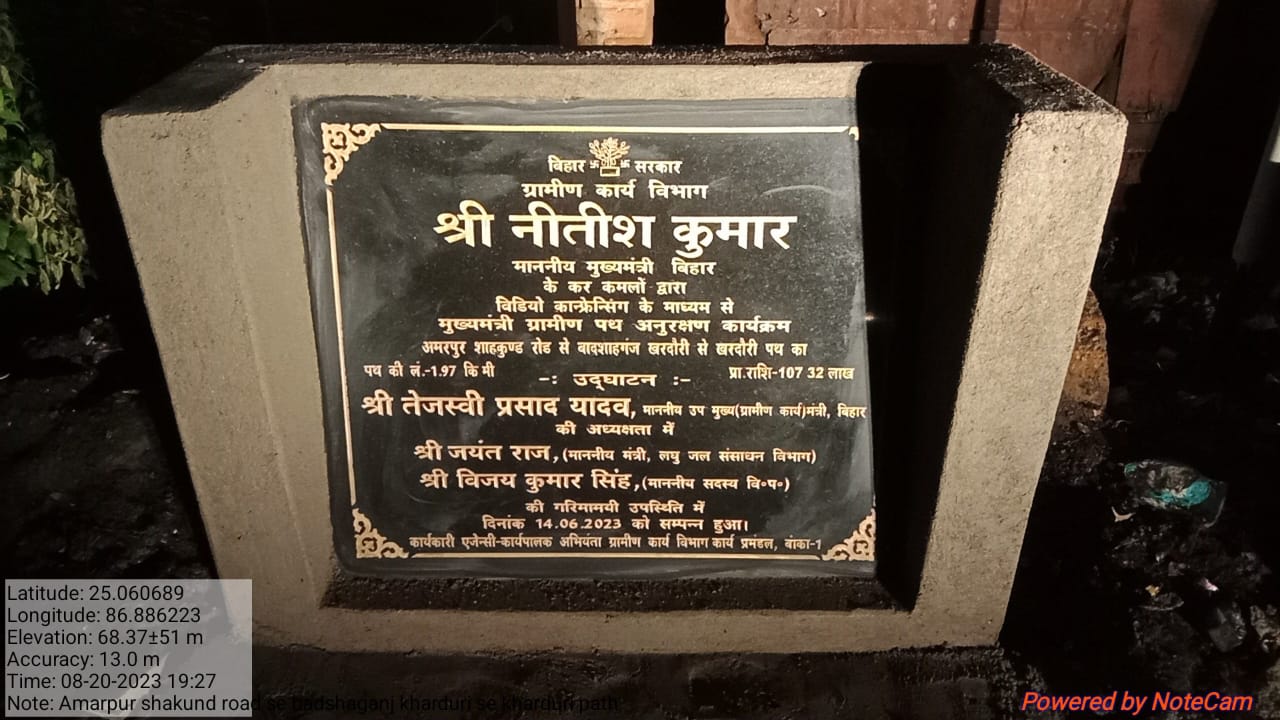 बिहार सरकार
ग्रामीण कार्य विभाग
श्री नीतीश कुमार
माननीय मुख्यमंत्री बिहार
के कर कमलों द्वारा
विडियो कान्फ्रेन्सिंग के माध्यम से
मुख्यमंत्री ग्रामीण पथ अनुरक्षण कार्यक्रम
अमरपुर शाहकुण्ड रोड से बादशाहगंज खरदौरी से खरदौरी पथ का
पथ की लं.-1.97 कि मी
प्रा.राशि-107 32 लाख
-: उद्घाटन :-
श्री तेजस्वी प्रसाद यादव, माननीय उप मुख्य(ग्रामीण कार्य)मंत्री, बिहार
की अध्यक्षता में
श्री जयंत राज,(माननीय मंत्री, लघु जल संसाधन विभाग)
श्री विजय कुमार सिंह,(माननीय सदस्य वि०प०)
की गरिमामयी उपस्थिति में
दिनांक 14.06.2023 को सम्पन्न हुआ।
कार्यकारी एजेन्सी-कार्यपालक अभियंता ग्रामीण कार्य विभाग कार्य प्रमंडल, बांका-1
Latitude: 25.060689
Longitude: 86.886223
Elevation: 68.37±51 m
Accuracy: 13.0 m
Time: 08-20-2023 19:27
Note: Amarpur shakund road se badshaganj kharduri se kharduri path
Powered by NoteCam